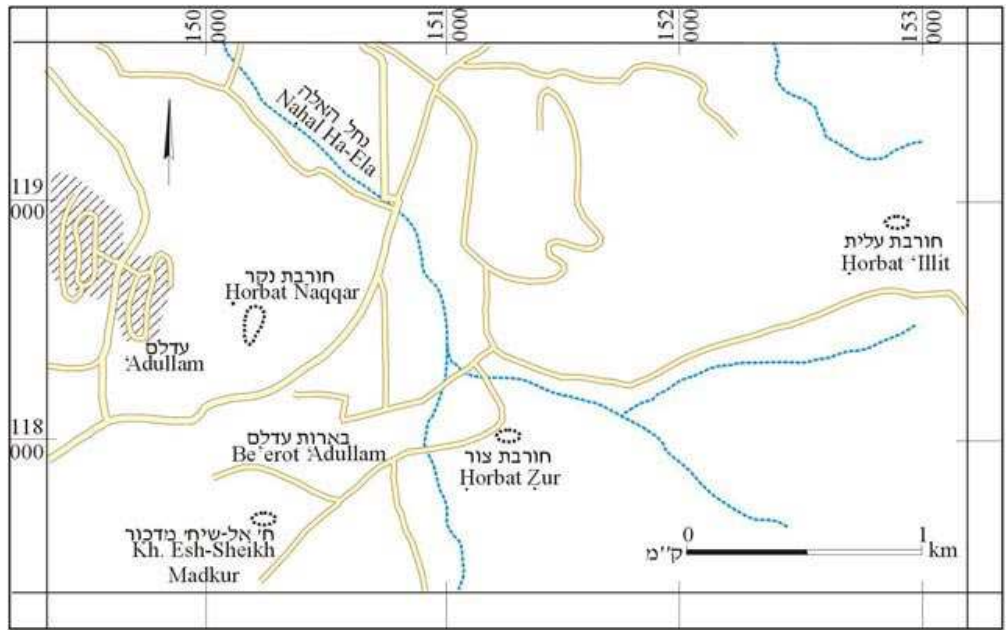 150
000
151
000
152
000
153
000
119
000
118
000
נחל האלה
Naḥal Ha-Ela
חורבת עלית
Ḥorbat ‘Illit
חורבת נקר
Ḥorbat Naqqar
עדלם
‘Adullam
בארות עדלם
Be’erot ‘Adullam
חורבת צור
Ḥorbat Ẓur
ח' אל-שיח' מדכור
Kh. Esh-Sheikh
Madkur
0 1
ק"מ km